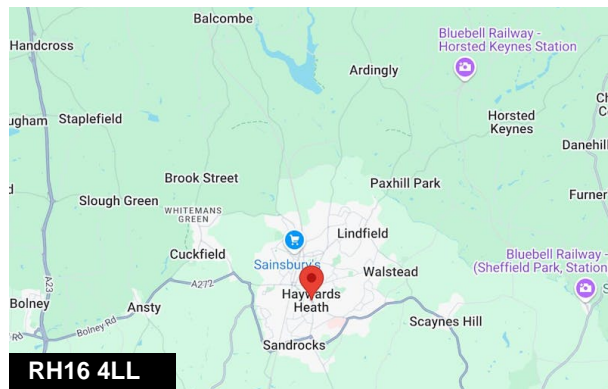 Balcombe
Handcross
Bluebell Railway -
Horsted Keynes Station
Ardingly
Staplefield
Horsted
Keynes
Danehill
Brook Street
Paxhill Park
Slough Green
WHITEMANS
GREEN
Furner
Lindfield
Cuckfield
Sainsbury's
Bluebell Railway -
(Sheffield Park, Station
A23
A272
Walstead
Haywards
Heath
Bolney
Ansty
Bolney Rd
Scaynes Hill
Sandrocks
RH16 4LL